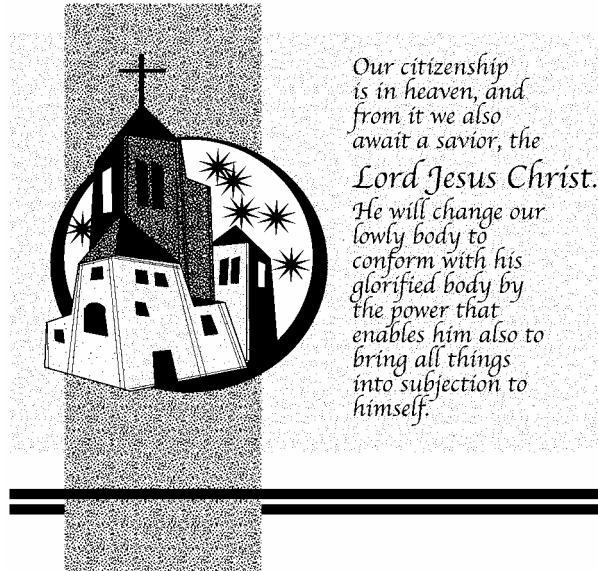 Our citizenship
is in heaven, and
from it we also
await a savior, the
Lord Jesus Christ.
He will change our
lowly body to
conform with his
glorified body by
the power that
enables him also to
bring all things
into subjection to
himself.